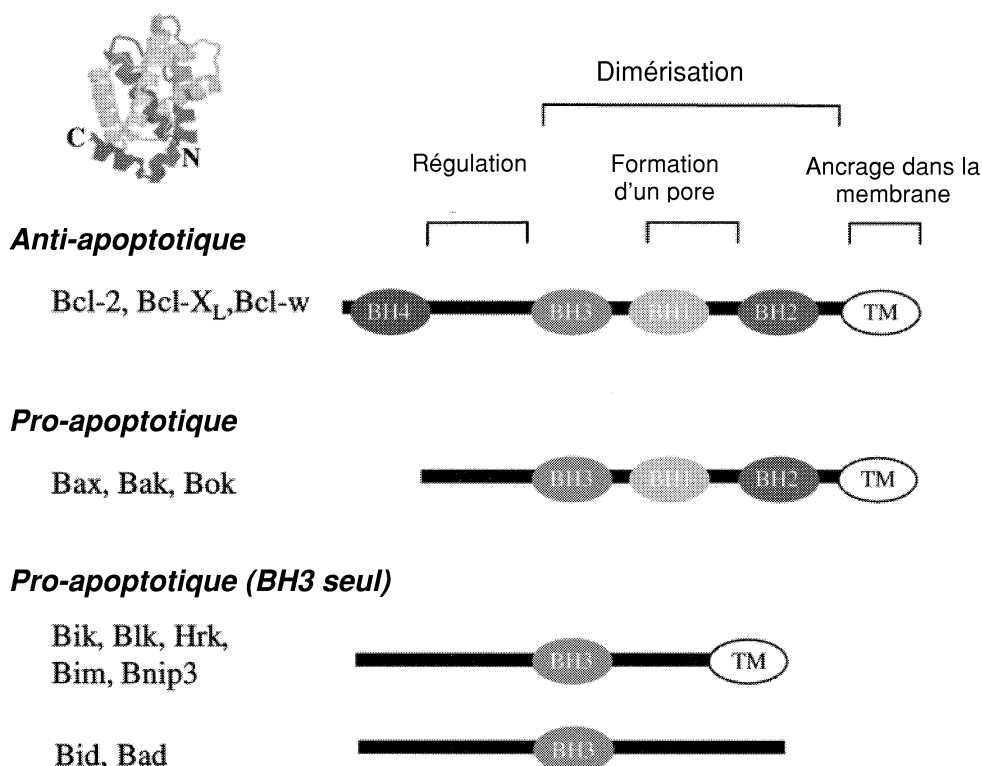 Dimérisation
C
N
Régulation
Formation
d'un pore
Ancrage dans la
membrane
Anti-apoptotique
Bcl-2, Bcl-XL,Bcl-w
BH4 BH3 BH1 BH2 TM
Pro-apoptotique
Bax, Bak, Bok
BH3 BH1 BH2 TM
Pro-apoptotique (BH3 seul)
Bik, Blk, Hrk,
Bim, Bnip3
BH3 TM
Bid, Bad
BH3